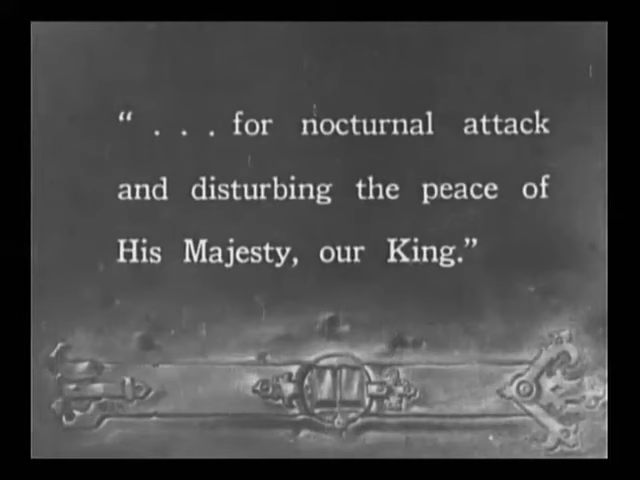 “ . . . for nocturnal attack
and disturbing the peace of
His Majesty, our King.”